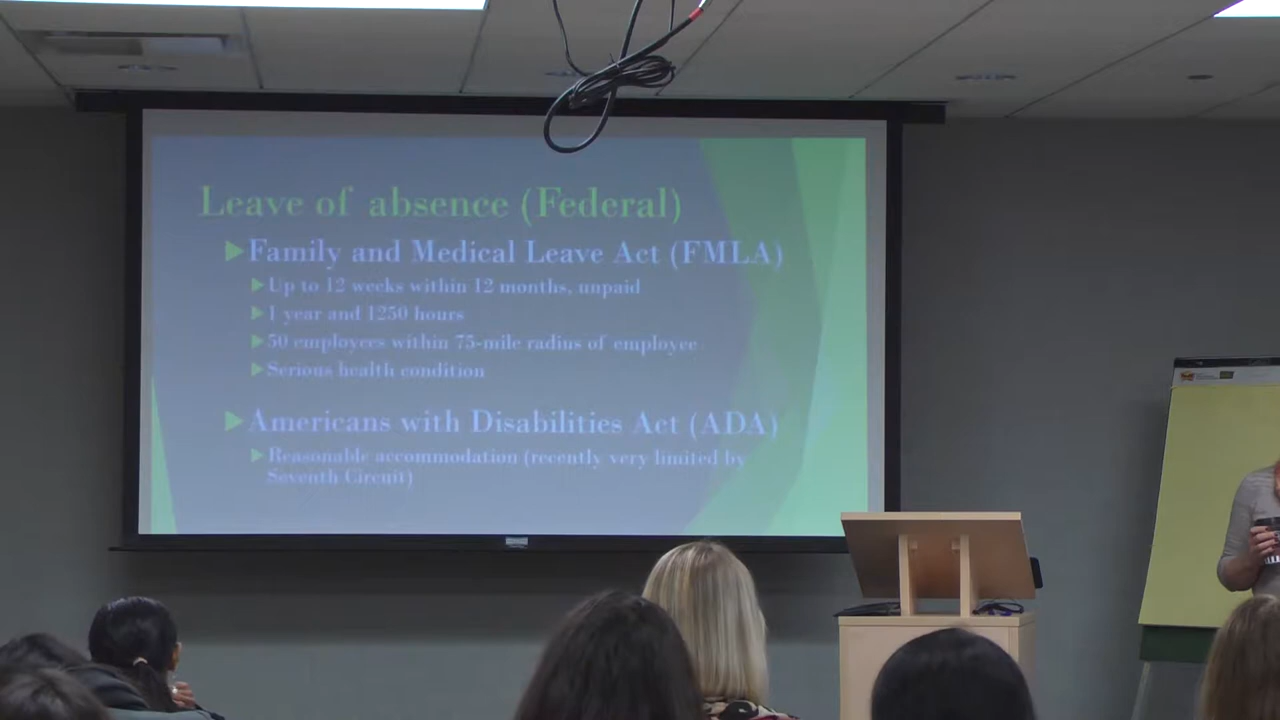 Leave of absence (Federal)
Family and Medical Leave Act (FMLA)
Up to 12 weeks within 12 months, unpaid
1 year and 1250 hours
50 employees within 75-mile radius of employee
Serious health condition
Americans with Disabilities Act (ADA)
Reasonable accommodation (recently very limited by
Seventh Circuit)